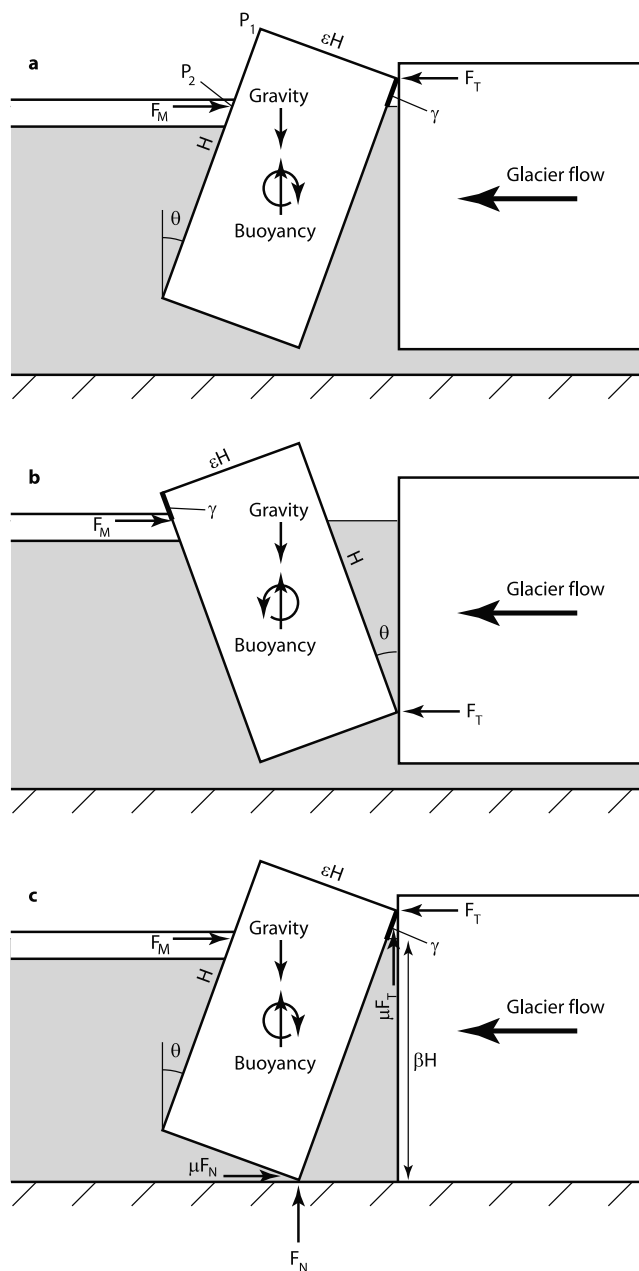 a
P1
εH
P2
FM
Gravity
FT
γ
H
Glacier flow
θ
Buoyancy
b
εH
FM
γ
Gravity
H
Glacier flow
Buoyancy
θ
FT
c
εH
FM
Gravity
FT
γ
H
μFT
Glacier flow
θ
Buoyancy
βH
μFN
FN